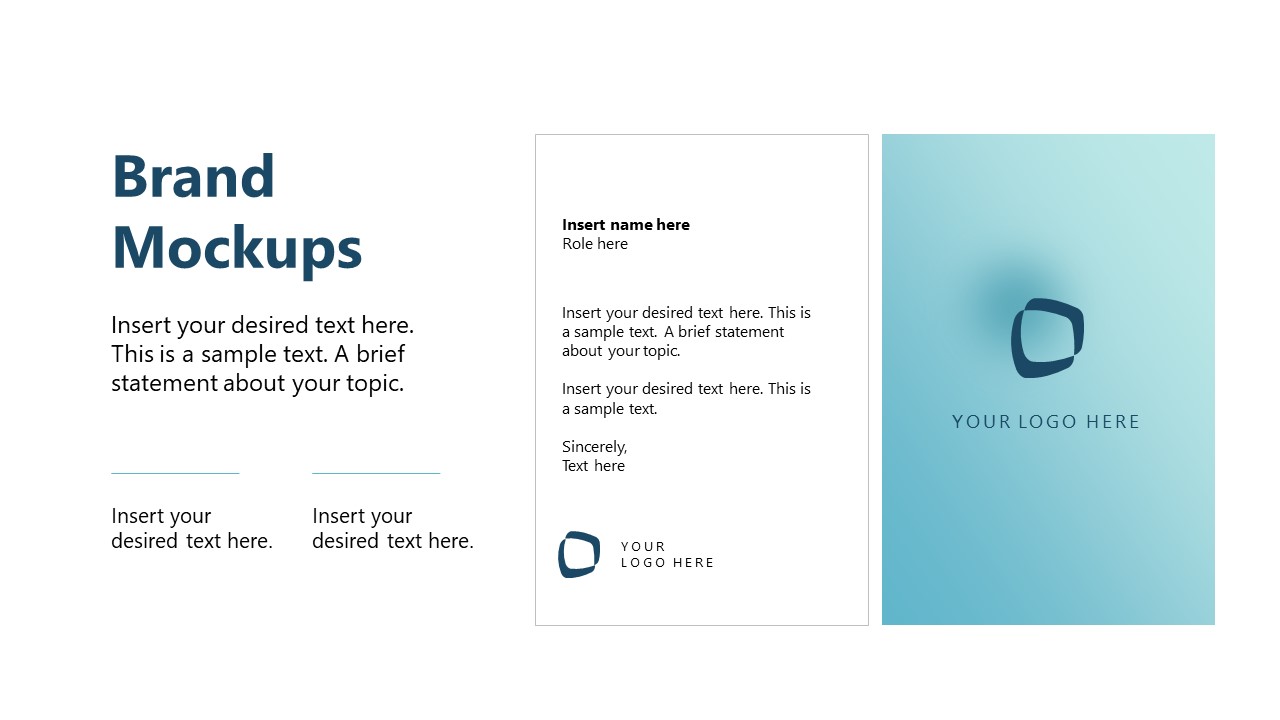 Brand
Mockups
Insert your desired text here.
This is a sample text. A brief
statement about your topic.
Insert your
desired text here.
Insert your
desired text here.
Insert name here
Role here
Insert your desired text here. This is
a sample text. A brief statement
about your topic.
Insert your desired text here. This is
a sample text.
Sincerely,
Text here
YOUR
LOGO HERE
YOUR LOGO HERE